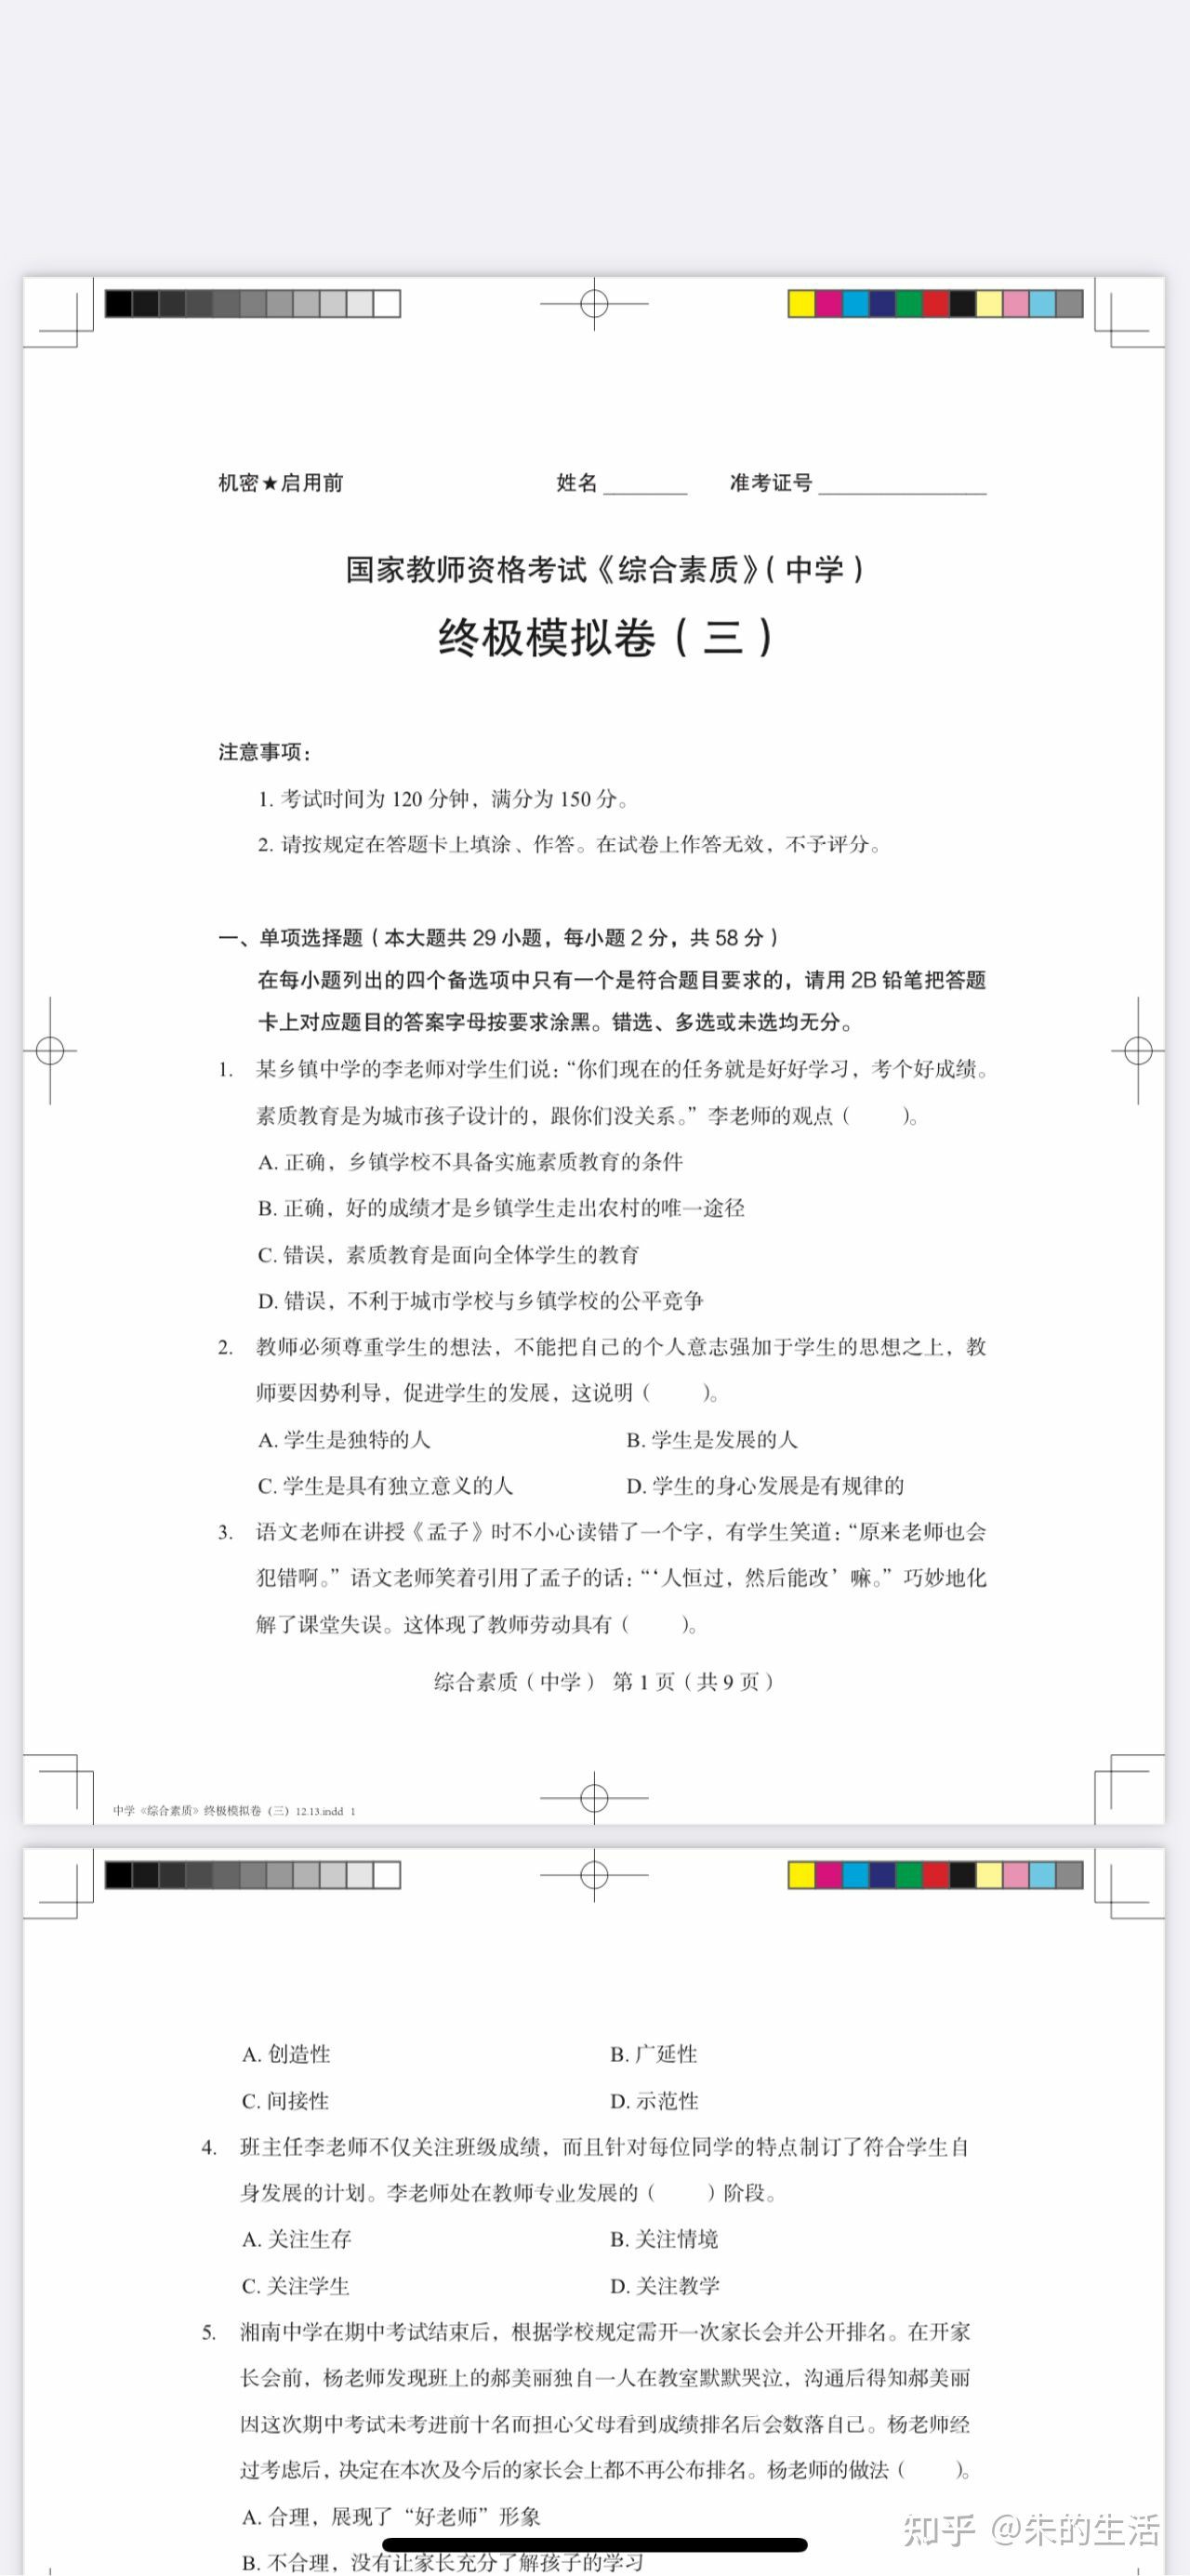 机密★启用前 姓名________ 准考证号________________
国家教师资格考试《综合素质》(中学)
终极模拟卷(三)
注意事项:
1. 考试时间为 120 分钟，满分为 150 分。
2. 请按规定在答题卡上填涂、作答。在试卷上作答无效，不予评分。
一、单项选择题(本大题共 29 小题，每小题 2 分，共 58 分)
在每小题列出的四个备选项中只有一个是符合题目要求的，请用 2B 铅笔把答题
卡上对应题目的答案字母按要求涂黑。错选、多选或未选均无分。
1. 某乡镇中学的李老师对学生们说:“你们现在的任务就是好好学习，考个好成绩。
素质教育是为城市孩子设计的，跟你们没关系。”李老师的观点( )。
A. 正确，乡镇学校不具备实施素质教育的条件
B. 正确，好的成绩才是乡镇学生走出农村的唯一途径
C. 错误，素质教育是面向全体学生的教育
D. 错误，不利于城市学校与乡镇学校的公平竞争
2. 教师必须尊重学生的想法，不能把自己的个人意志强加于学生的思想之上，教
师要因势利导，促进学生的发展，这说明( )。
A. 学生是独特的人 B. 学生是发展的人
C. 学生是具有独立意义的人 D. 学生的身心发展是有规律的
3. 语文老师在讲授《孟子》时不小心读错了一个字，有学生笑道:“原来老师也会
犯错啊。”语文老师笑着引用了孟子的话:“‘人恒过，然后能改’嘛。”巧妙地化
解了课堂失误。这体现了教师劳动具有( )。
综合素质(中学) 第 1 页(共 9 页)
中学《综合素质》终极模拟卷（三）12.13.indd 1
A. 创造性 B. 广延性
C. 间接性 D. 示范性
4. 班主任李老师不仅关注班级成绩，而且针对每位同学的特点制订了符合学生自
身发展的计划。李老师处在教师专业发展的( )阶段。
A. 关注生存 B. 关注情境
C. 关注学生 D. 关注教学
5. 湘南中学在期中考试结束后，根据学校规定需开一次家长会并公开排名。在开家
长会前，杨老师发现班上的郝美丽独自一人在教室默默哭泣，沟通后得知郝美丽
因这次期中考试未考进前十名而担心父母看到成绩排名后会数落自己。杨老师经
过考虑后，决定在本次及今后的家长会上都不再公布排名。杨老师的做法( )。
A. 合理，展现了“好老师”形象
B. 不合理，没有让家长充分了解孩子的学习
知乎 @朱的生活